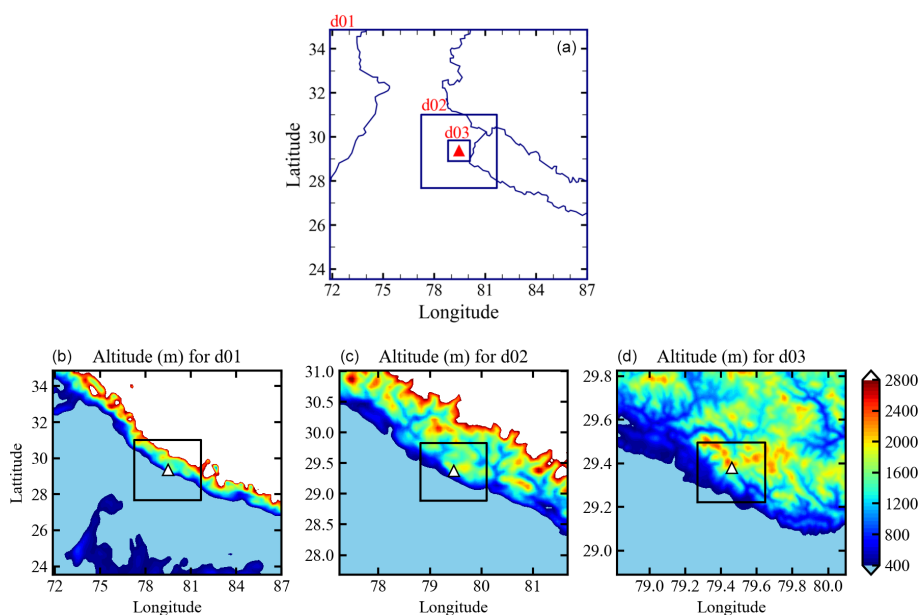 d01
(a)
d02
d03
34
32
30
28
26
24
Latitude
72 75 78 81 84 87
Longitude
(b) Altitude (m) for d01
34
32
30
28
26
24
Latitude
72 75 78 81 84 87
Longitude
(c) Altitude (m) for d02
31.0
30.5
30.0
29.5
29.0
28.5
28.0
78 79 80 81
Longitude
(d) Altitude (m) for d03
29.8
29.6
29.4
29.2
29.0
79.0 79.2 79.4 79.6 79.8 80.0
Longitude
2800
2400
2000
1600
1200
800
400